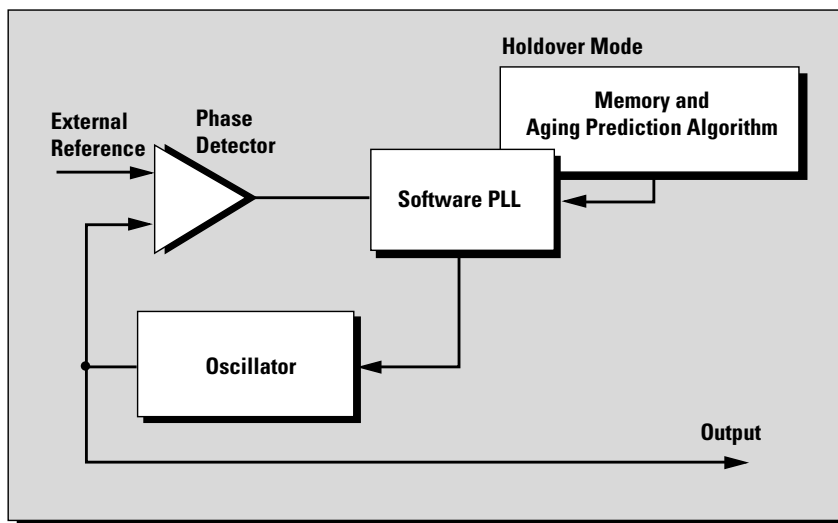 Holdover Mode
Memory and
Aging Prediction Algorithm
External
Reference
Phase
Detector
Software PLL
Oscillator
Output